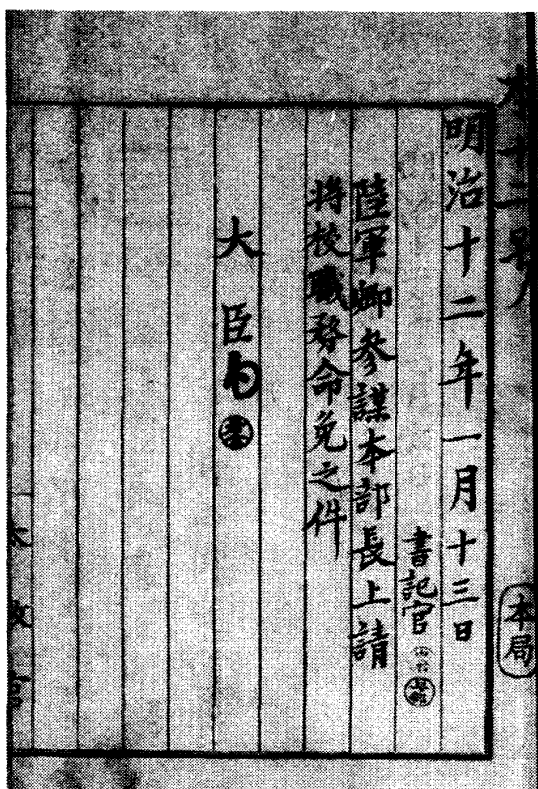 本局
明治十二年一月十三日
書記官
陸軍卿参謀本部長上請
將校職務命免之件
大臣